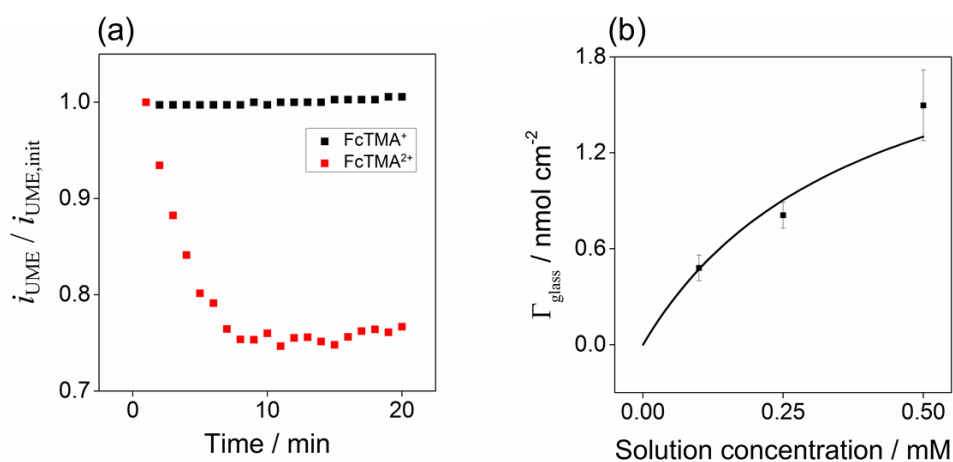 (a)
1.0
0.9
0.8
0.7
i_UME / i_UME,init
FcTMA⁺
FcTMA²⁺
0
10
20
Time / min
(b)
1.8
1.2
0.6
0.0
Γ_glass / nmol cm⁻²
0.00
0.25
0.50
Solution concentration / mM